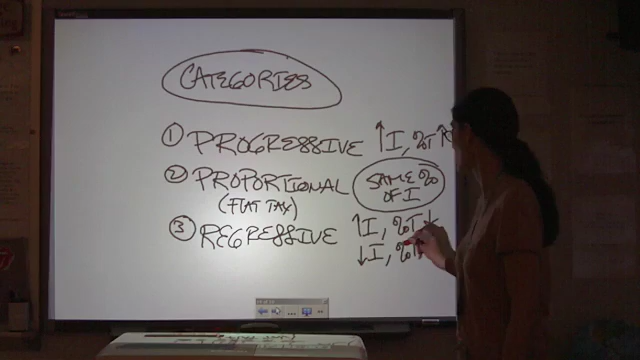 CATEGORIES
① PROGRESSIVE ↑I, %T↑
② PROPORTIONAL SAME % OF I
(FLAT TAX)
③ REGRESSIVE ↑I, %T↓
↓I, %T↑